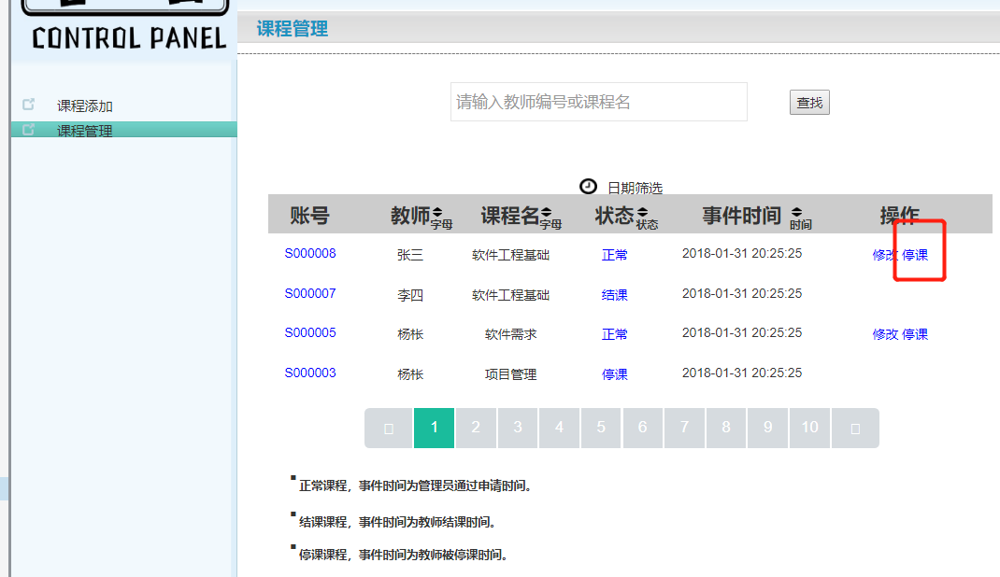 CONTROL PANEL
课程管理
课程添加
课程管理
请输入教师编号或课程名
查找
日期筛选
账号 教师 字母 课程名 字母 状态 状态 事件时间 时间 操作
S000008 张三 软件工程基础 正常 2018-01-31 20:25:25 修改 停课
S000007 李四 软件工程基础 结课 2018-01-31 20:25:25
S000005 杨枨 软件需求 正常 2018-01-31 20:25:25 修改 停课
S000003 杨枨 项目管理 停课 2018-01-31 20:25:25
1 2 3 4 5 6 7 8 9 10
正常课程，事件时间为管理员通过申请时间。
结课课程，事件时间为教师结课时间。
停课课程，事件时间为教师被停课时间。